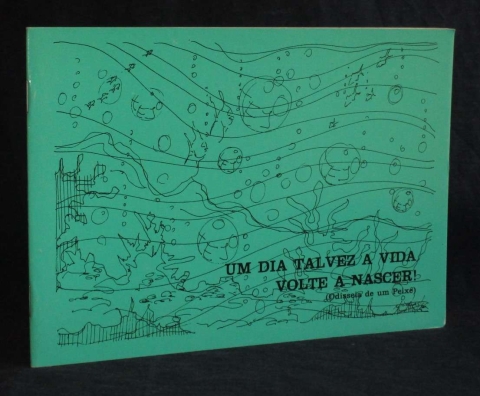 UM DIA TALVEZ A VIDA
VOLTE A NASCER!
(Odisseia de um Peixe)